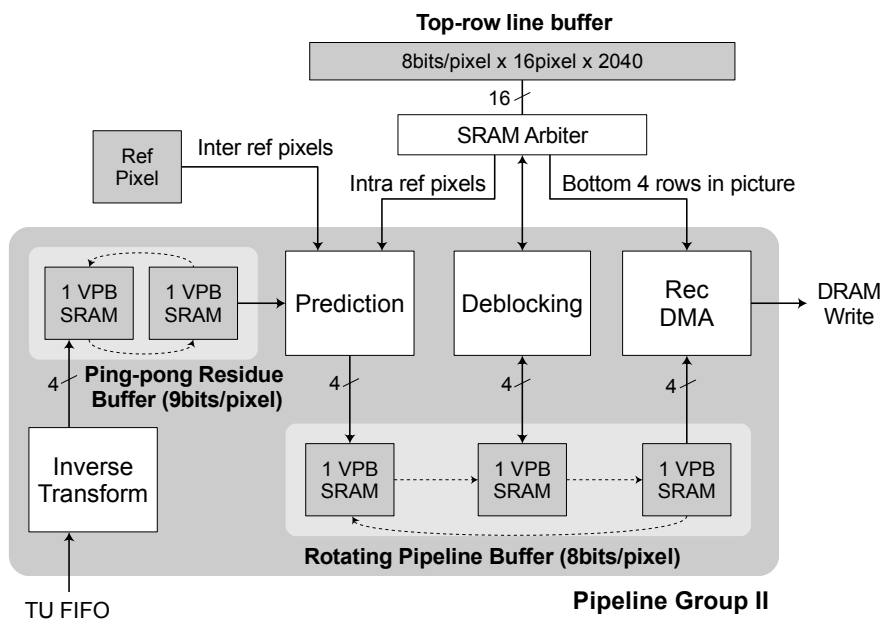 Top-row line buffer
8bits/pixel x 16pixel x 2040
16
SRAM Arbiter
Ref
Pixel
Inter ref pixels
Intra ref pixels
Bottom 4 rows in picture
1 VPB
SRAM
1 VPB
SRAM
Prediction
Deblocking
Rec
DMA
DRAM
Write
4
Ping-pong Residue
Buffer (9bits/pixel)
4
4
4
Inverse
Transform
1 VPB
SRAM
1 VPB
SRAM
1 VPB
SRAM
Rotating Pipeline Buffer (8bits/pixel)
Pipeline Group II
TU FIFO